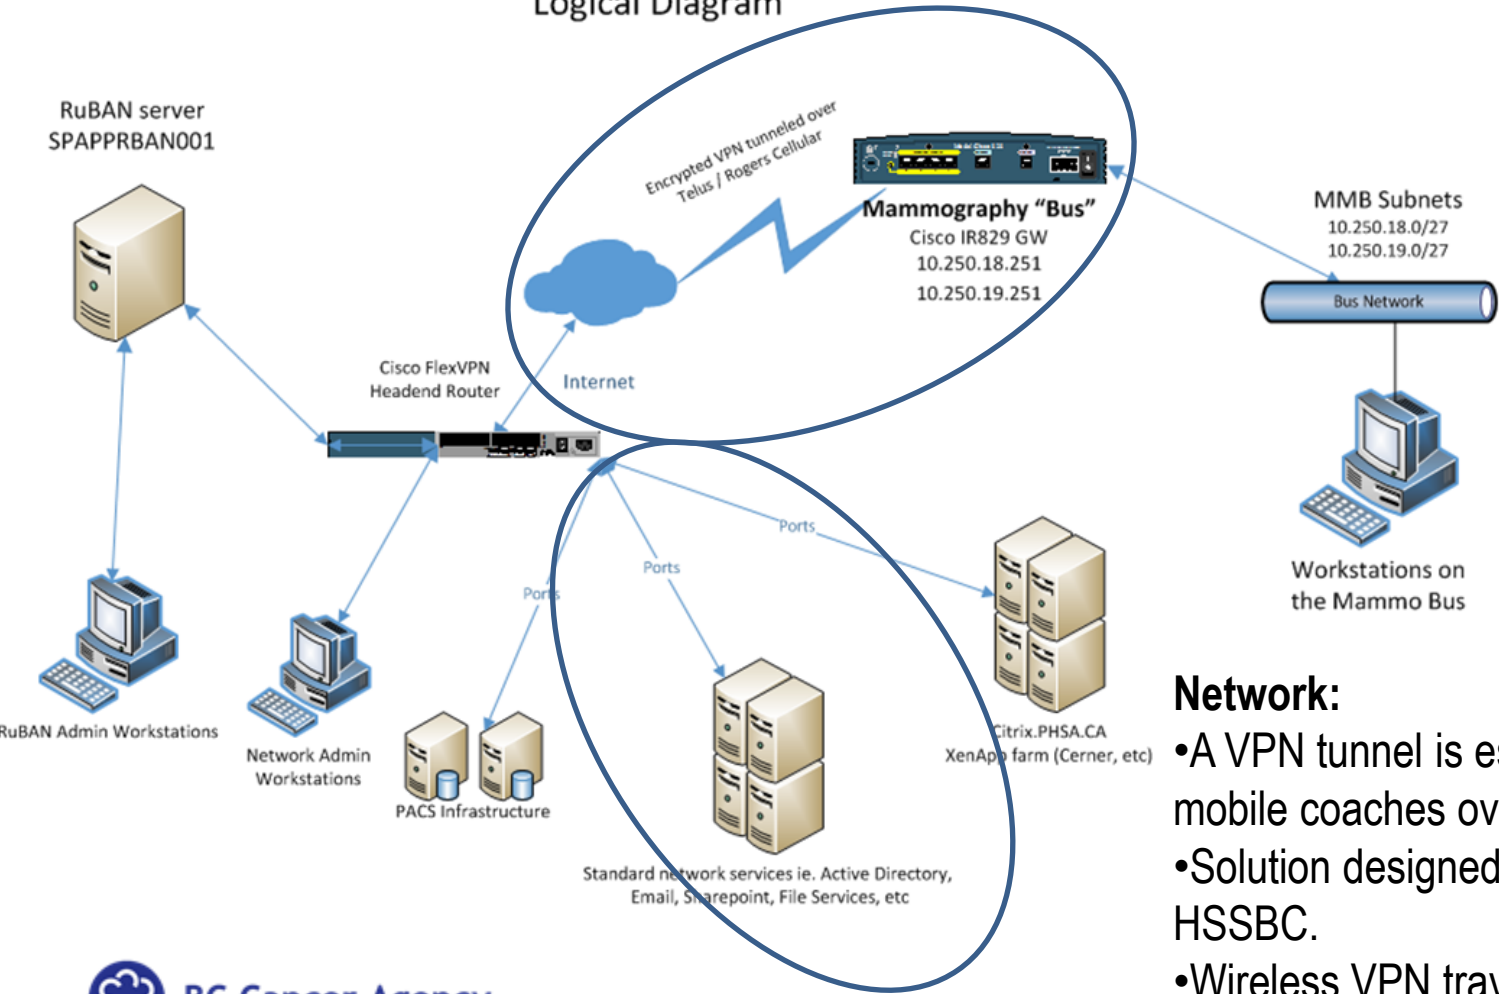 Logical Diagram
RuBAN server
SPAPPRBAN001
Encrypted VPN tunneled over
Telus / Rogers Cellular
Mammography “Bus”
Cisco IR829 GW
10.250.18.251
10.250.19.251
MMB Subnets
10.250.18.0/27
10.250.19.0/27
Bus Network
Cisco FlexVPN
Headend Router
Internet
Ports
Ports
Ports
Workstations on
the Mammo Bus
RuBAN Admin Workstations
Network Admin
Workstations
PACS Infrastructure
Citrix.PHSA.CA
XenApp farm (Cerner, etc)
Standard network services ie. Active Directory,
Email, Sharepoint, File Services, etc
Network:
•A VPN tunnel is es
mobile coaches ov
•Solution designed
HSSBC.
•Wireless VPN trav
BC Cancer Agency